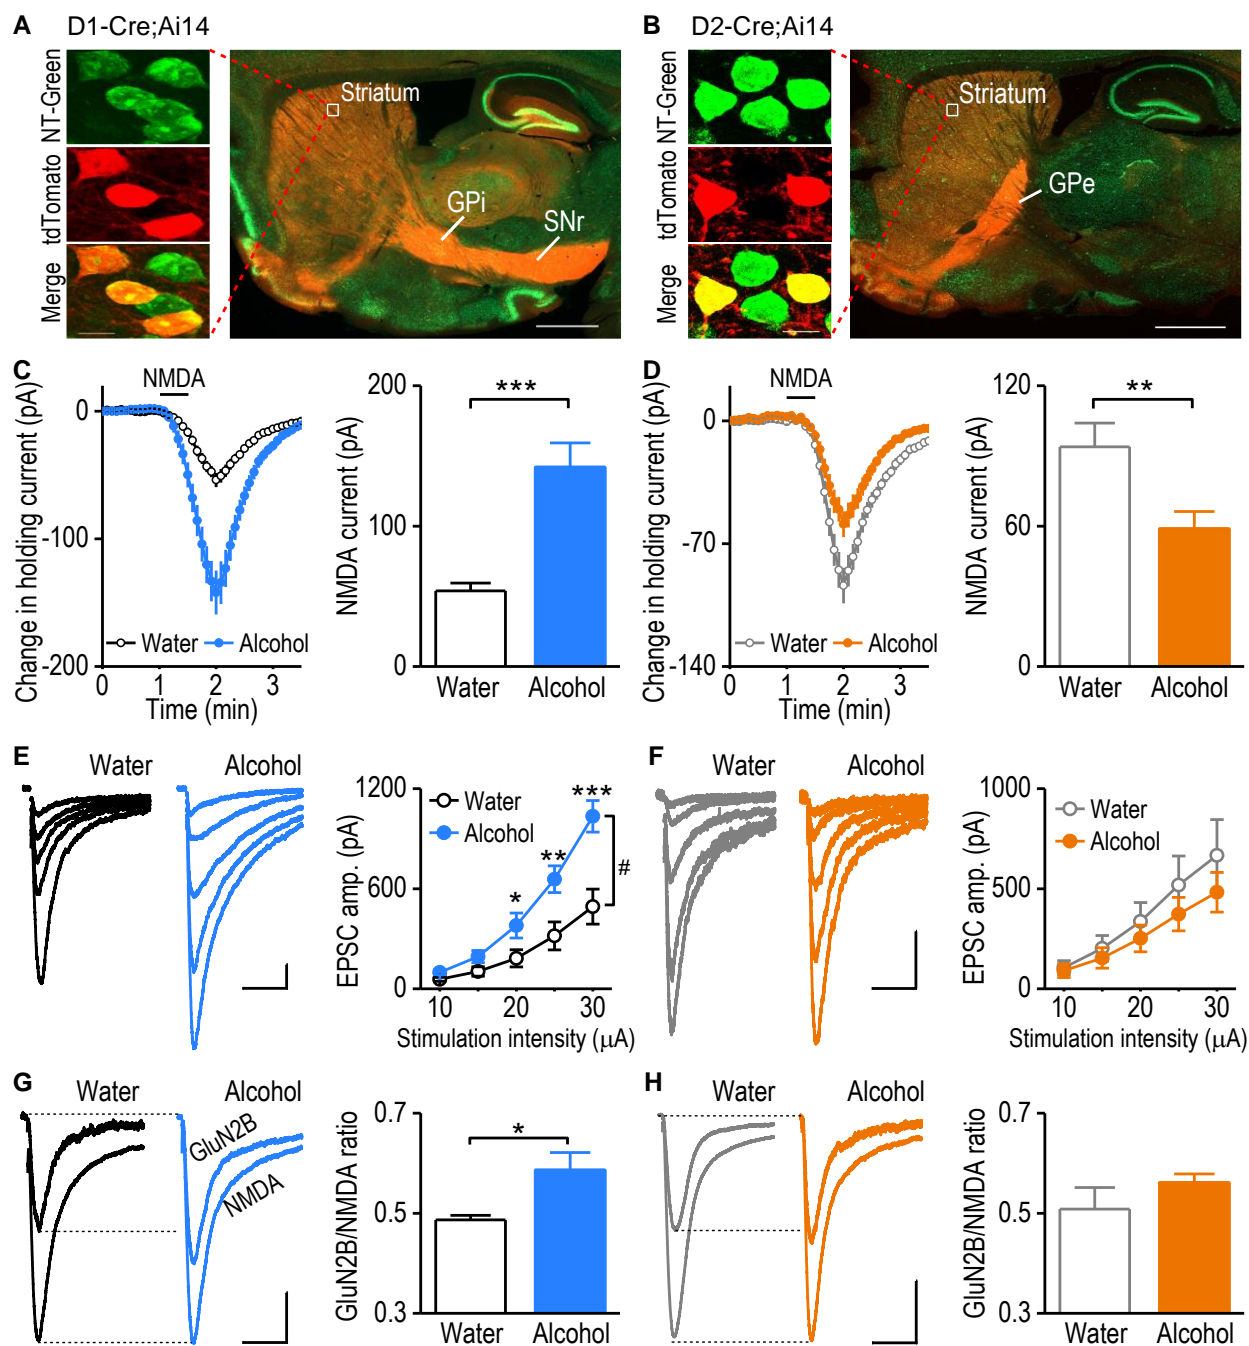 A D1-Cre;Ai14
NT-Green
tdTomato
Merge
Striatum
GPi
SNr
B D2-Cre;Ai14
NT-Green
tdTomato
Merge
Striatum
GPe
C
Change in holding current (pA)
NMDA
0
-100
-200
Water Alcohol
0 1 2 3
Time (min)
NMDA current (pA)
200
100
0
***
Water Alcohol
D
Change in holding current (pA)
NMDA
0
-70
-140
Water Alcohol
0 1 2 3
Time (min)
NMDA current (pA)
120
60
0
**
Water Alcohol
E
Water Alcohol
EPSC amp. (pA)
1200
600
0
Water
Alcohol
* ** ***
#
10 20 30
Stimulation intensity (μA)
F
Water Alcohol
EPSC amp. (pA)
1000
500
0
Water
Alcohol
10 20 30
Stimulation intensity (μA)
G
Water Alcohol
GluN2B
NMDA
GluN2B/NMDA ratio
0.7
0.5
0.3
*
Water Alcohol
H
Water Alcohol
GluN2B/NMDA ratio
0.7
0.5
0.3
Water Alcohol